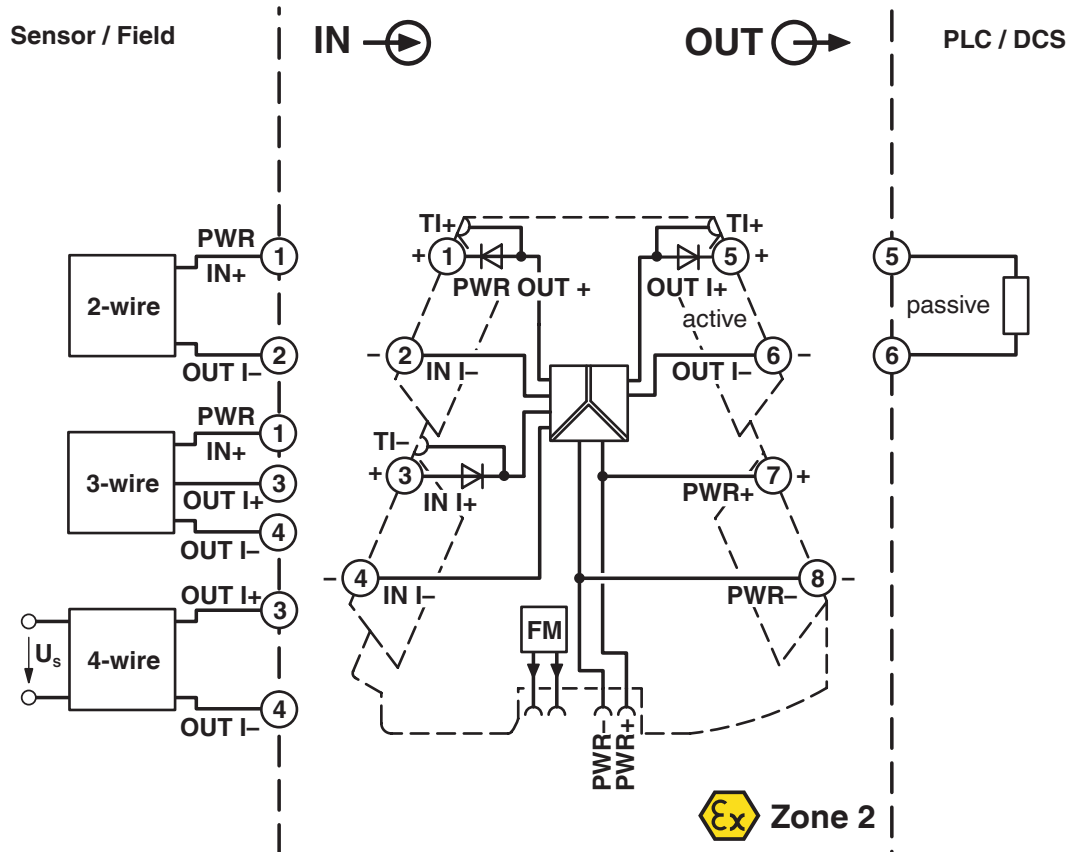 Sensor / Field
IN
OUT
PLC / DCS
2-wire
PWR
IN+
1
OUT I–
2
3-wire
PWR
IN+
1
OUT I+
3
OUT I–
4
4-wire
Us
OUT I+
3
OUT I–
4
TI+
+
1
PWR OUT +
–
2
IN I–
TI–
+
3
IN I+
–
4
IN I–
TI+
5
+
OUT I+
active
6
–
OUT I–
7
+
PWR+
8
–
PWR–
FM
PWR–
PWR+
5
passive
6
Ex Zone 2